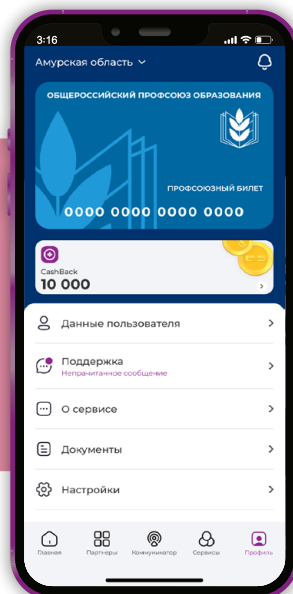 3:16
Амурская область
ОБЩЕРОССИЙСКИЙ ПРОФСОЮЗ ОБРАЗОВАНИЯ
ПРОФСОЮЗНЫЙ БИЛЕТ
0000 0000 0000 0000
CashBack
10 000
Данные пользователя
Поддержка
Непрачитанное сообщение
О сервисе
Документы
Настройки
Главная Партнеры Коммуникатор Сервисы Профиль